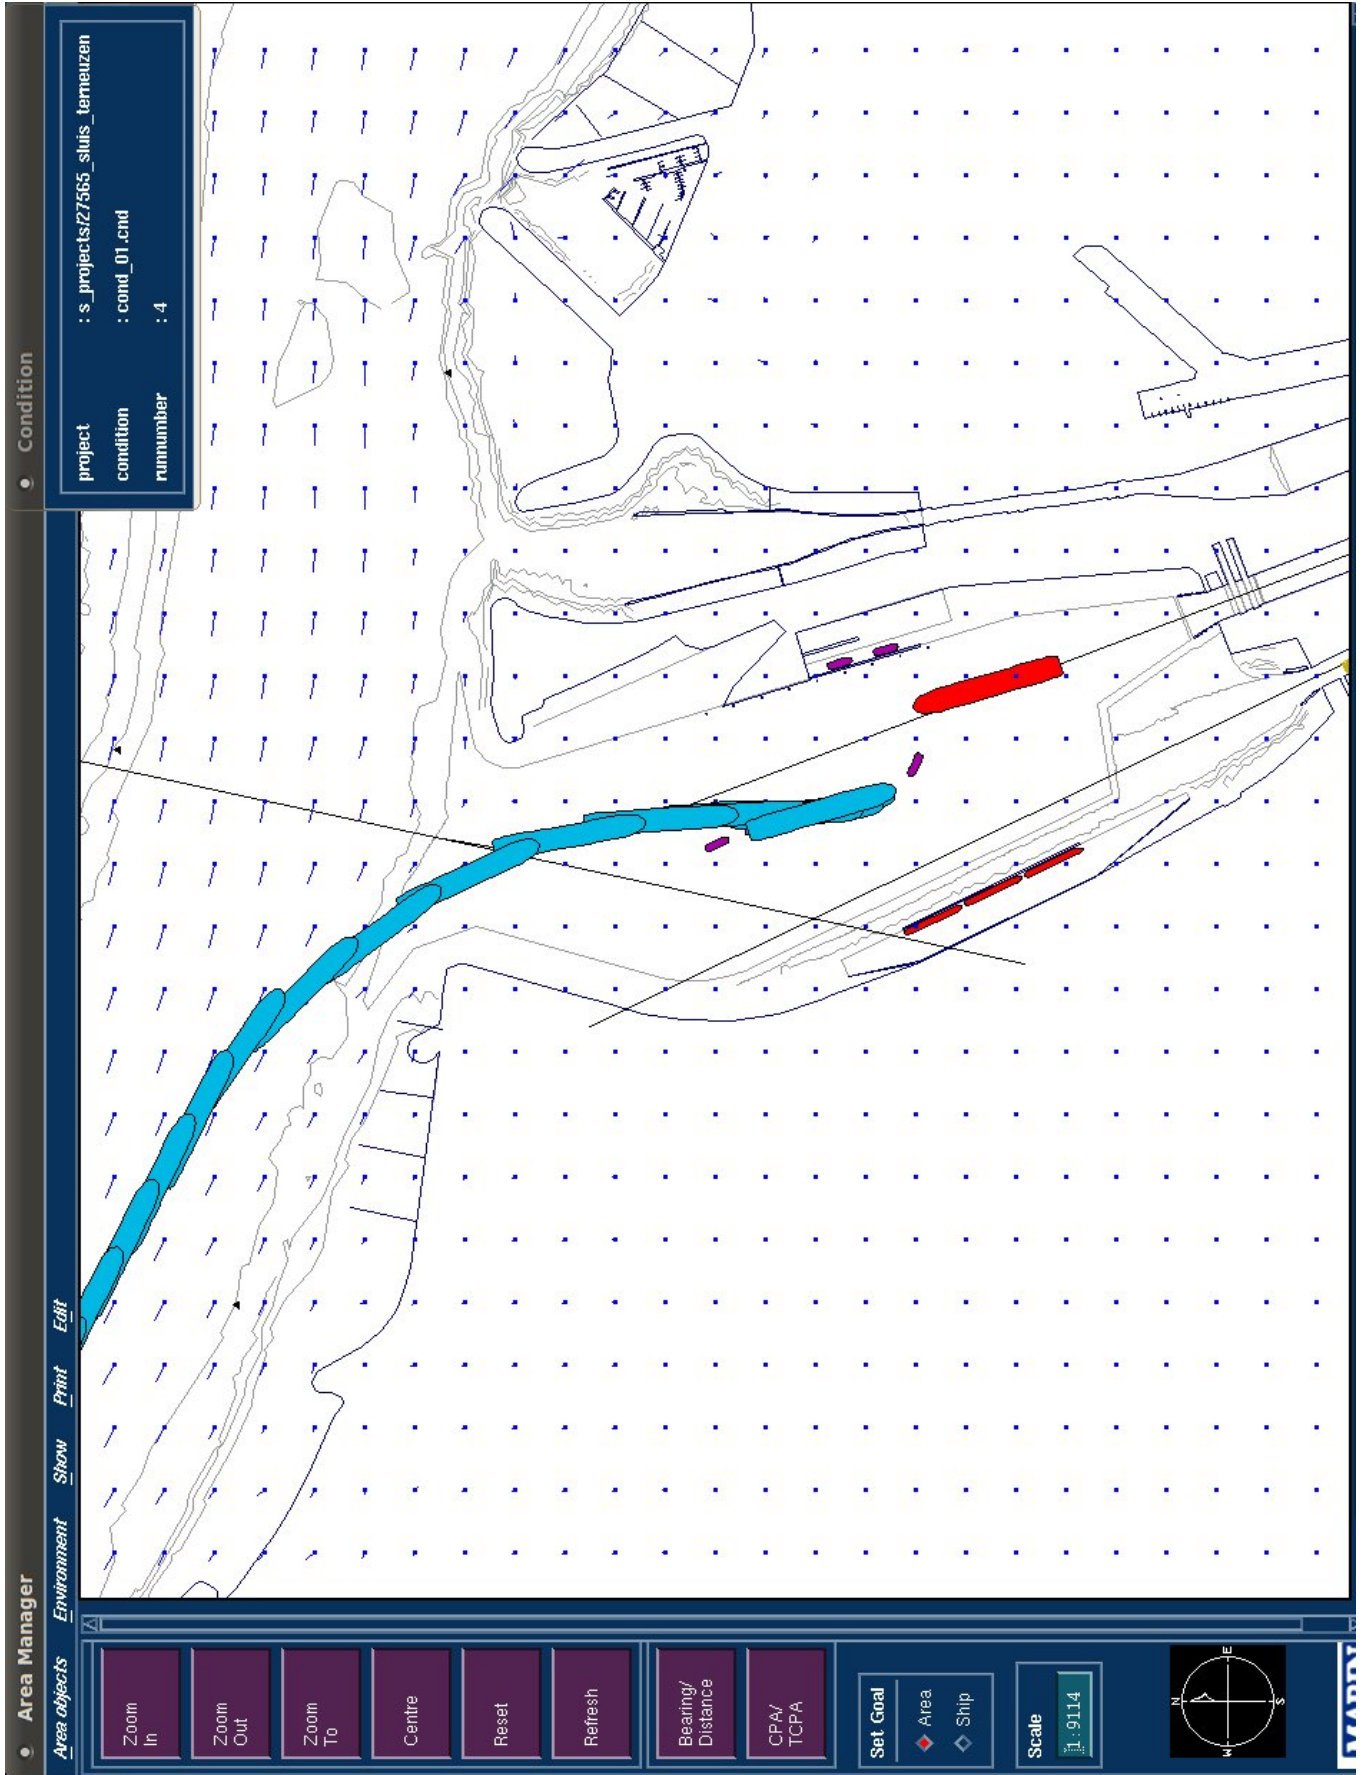 Area Manager
Area objects Environment Show Print Edit
Zoom
In
Zoom
Out
Zoom
To
Centre
Reset
Refresh
Bearing/
Distance
CPA/
TCPA
Set Goal
Area
Ship
Scale
1 : 9114
N
W E
S
Condition
project : s_projects/27565_sluis_terneuzen
condition : cond_01.cnd
runnumber : 4